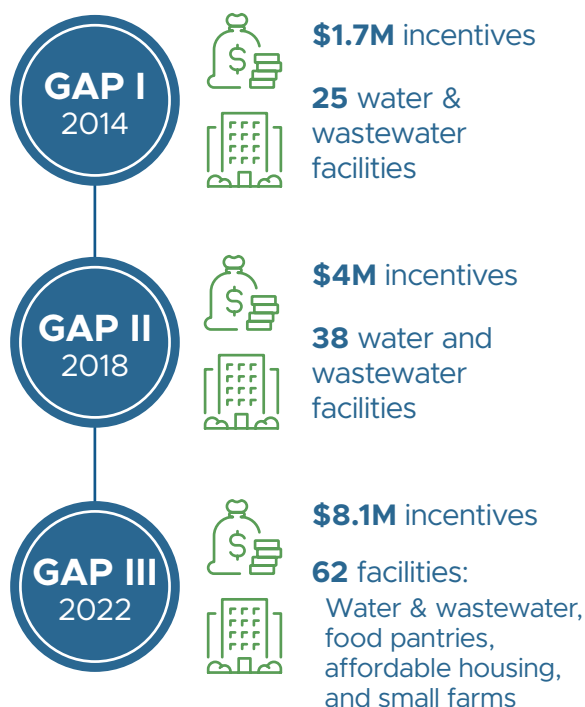 GAP I
2014
$1.7M incentives
25 water &
wastewater
facilities
GAP II
2018
$4M incentives
38 water and
wastewater
facilities
GAP III
2022
$8.1M incentives
62 facilities:
Water & wastewater,
food pantries,
affordable housing,
and small farms